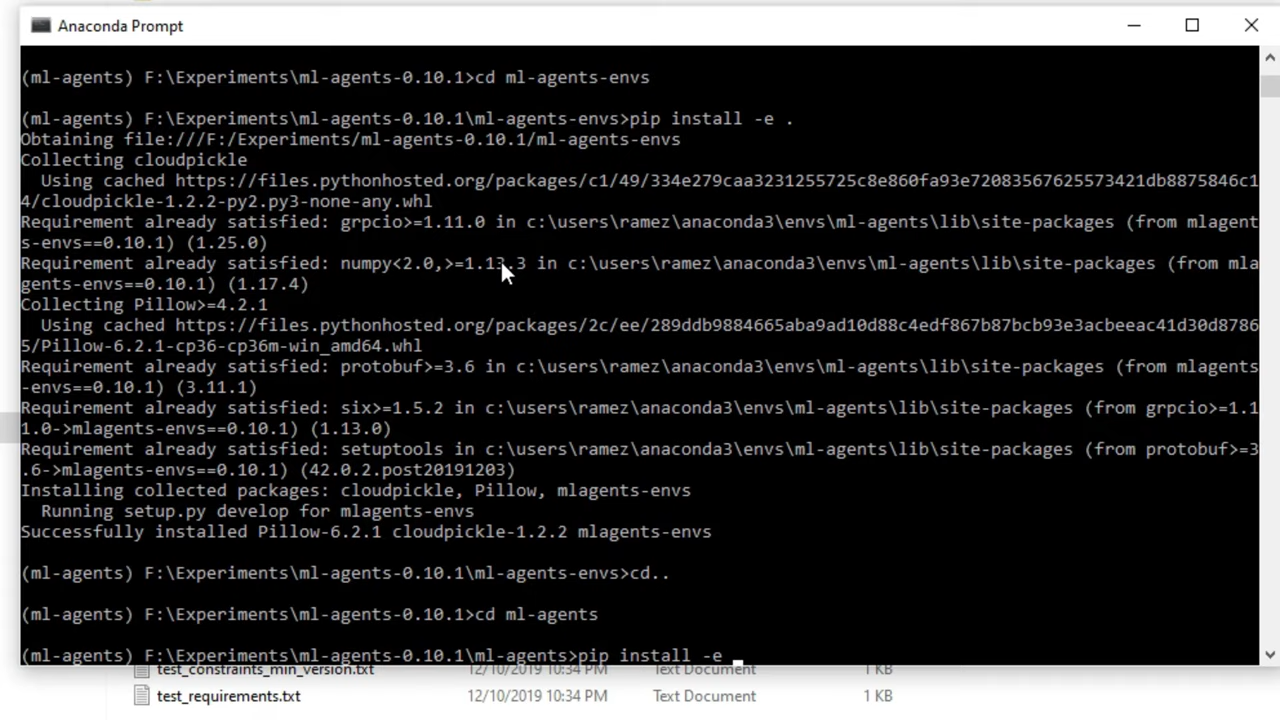 Anaconda Prompt
(ml-agents) F:\Experiments\ml-agents-0.10.1>cd ml-agents-envs
(ml-agents) F:\Experiments\ml-agents-0.10.1\ml-agents-envs>pip install -e .
Obtaining file:///F:/Experiments/ml-agents-0.10.1/ml-agents-envs
Collecting cloudpickle
Using cached https://files.pythonhosted.org/packages/c1/49/334e279caa3231255725c8e860fa93e72083567625573421db8875846c1
4/cloudpickle-1.2.2-py2.py3-none-any.whl
Requirement already satisfied: grpcio>=1.11.0 in c:\users\ramez\anaconda3\envs\ml-agents\lib\site-packages (from mlagent
s-envs==0.10.1) (1.25.0)
Requirement already satisfied: numpy<2.0,>=1.13.3 in c:\users\ramez\anaconda3\envs\ml-agents\lib\site-packages (from mla
gents-envs==0.10.1) (1.17.4)
Collecting Pillow>=4.2.1
Using cached https://files.pythonhosted.org/packages/2c/ee/289ddb9884665aba9ad10d88c4edf867b87bcb93e3acbeeac41d30d8786
5/Pillow-6.2.1-cp36-cp36m-win_amd64.whl
Requirement already satisfied: protobuf>=3.6 in c:\users\ramez\anaconda3\envs\ml-agents\lib\site-packages (from mlagents
-envs==0.10.1) (3.11.1)
Requirement already satisfied: six>=1.5.2 in c:\users\ramez\anaconda3\envs\ml-agents\lib\site-packages (from grpcio>=1.1
1.0->mlagents-envs==0.10.1) (1.13.0)
Requirement already satisfied: setuptools in c:\users\ramez\anaconda3\envs\ml-agents\lib\site-packages (from protobuf>=3
.6->mlagents-envs==0.10.1) (42.0.2.post20191203)
Installing collected packages: cloudpickle, Pillow, mlagents-envs
Running setup.py develop for mlagents-envs
Successfully installed Pillow-6.2.1 cloudpickle-1.2.2 mlagents-envs
(ml-agents) F:\Experiments\ml-agents-0.10.1\ml-agents-envs>cd..
(ml-agents) F:\Experiments\ml-agents-0.10.1>cd ml-agents
(ml-agents) F:\Experiments\ml-agents-0.10.1\ml-agents>pip install -e
test_constraints_min_version.txt 12/10/2019 10:34 PM Text Document 1 KB
test_requirements.txt 12/10/2019 10:34 PM Text Document 1 KB